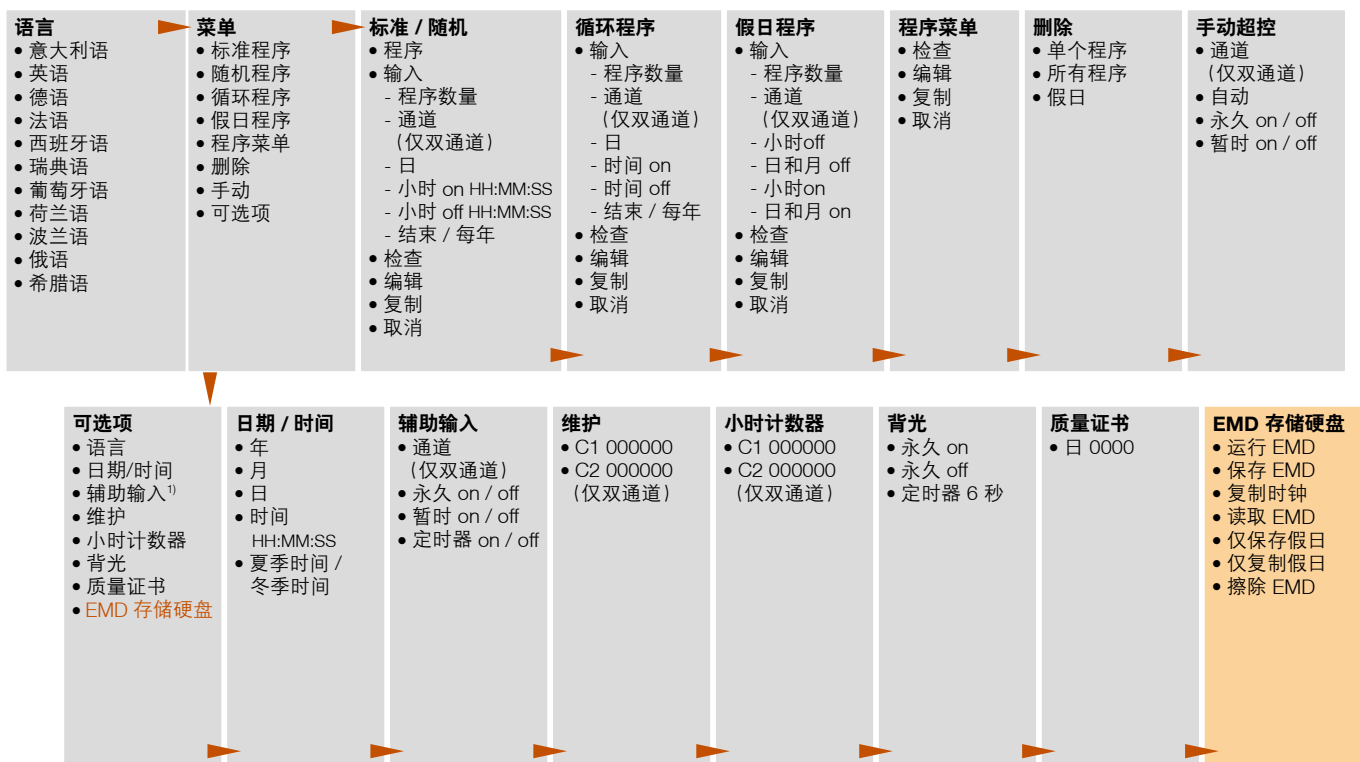 语言
• 意大利语
• 英语
• 德语
• 法语
• 西班牙语
• 瑞典语
• 葡萄牙语
• 荷兰语
• 波兰语
• 俄语
• 希腊语
菜单
• 标准程序
• 随机程序
• 循环程序
• 假日程序
• 程序菜单
• 删除
• 手动
• 可选项
标准 / 随机
• 程序
• 输入
- 程序数量
- 通道
（仅双通道）
- 日
- 小时 on HH:MM:SS
- 小时 off HH:MM:SS
- 结束 / 每年
• 检查
• 编辑
• 复制
• 取消
循环程序
• 输入
- 程序数量
- 通道
（仅双通道）
- 日
- 时间 on
- 时间 off
- 结束 / 每年
• 检查
• 编辑
• 复制
• 取消
假日程序
• 输入
- 程序数量
- 通道
（仅双通道）
- 小时off
- 日和月 off
- 小时on
- 日和月 on
• 检查
• 编辑
• 复制
• 取消
程序菜单
• 检查
• 编辑
• 复制
• 取消
删除
• 单个程序
• 所有程序
• 假日
手动超控
• 通道
（仅双通道）
• 自动
• 永久 on / off
• 暂时 on / off
可选项
• 语言
• 日期/时间
• 辅助输入1)
• 维护
• 小时计数器
• 背光
• 质量证书
• EMD 存储硬盘
日期 / 时间
• 年
• 月
• 日
• 时间
HH:MM:SS
• 夏季时间 /
冬季时间
辅助输入
• 通道
（仅双通道）
• 永久 on / off
• 暂时 on / off
• 定时器 on / off
维护
• C1 000000
• C2 000000
（仅双通道）
小时计数器
• C1 000000
• C2 000000
（仅双通道）
背光
• 永久 on
• 永久 off
• 定时器 6 秒
质量证书
• 日 0000
EMD 存储硬盘
• 运行 EMD
• 保存 EMD
• 复制时钟
• 读取 EMD
• 仅保存假日
• 仅复制假日
• 擦除 EMD